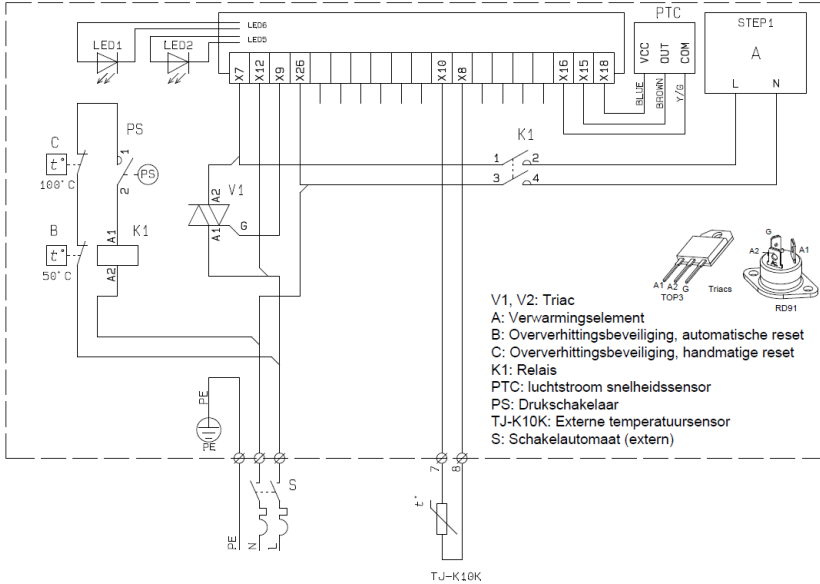 LED6
LED5
LED1
LED2
PTC
STEP1
A
VCC
OUT
COM
L
N
X7
X12
X9
X26
X10
X8
X16
X15
X18
BLUE
BROWN
Y/G
K1
1
2
3
4
C
t°
100°C
PS
1
2
PS
B
t°
50°C
A1
K1
A2
A2
V1
A1
G
G
A2
A1
A1 A2 G
TOP3
Triacs
RD91
V1, V2: Triac
A: Verwarmingselement
B: Oververhittingsbeveiliging, automatische reset
C: Oververhittingsbeveiliging, handmatige reset
K1: Relais
PTC: luchtstroom snelheidssensor
PS: Drukschakelaar
TJ-K10K: Externe temperatuursensor
S: Schakelautomaat (extern)
PE
PE
7
8
S
t°
PE
N
L
TJ-K10K